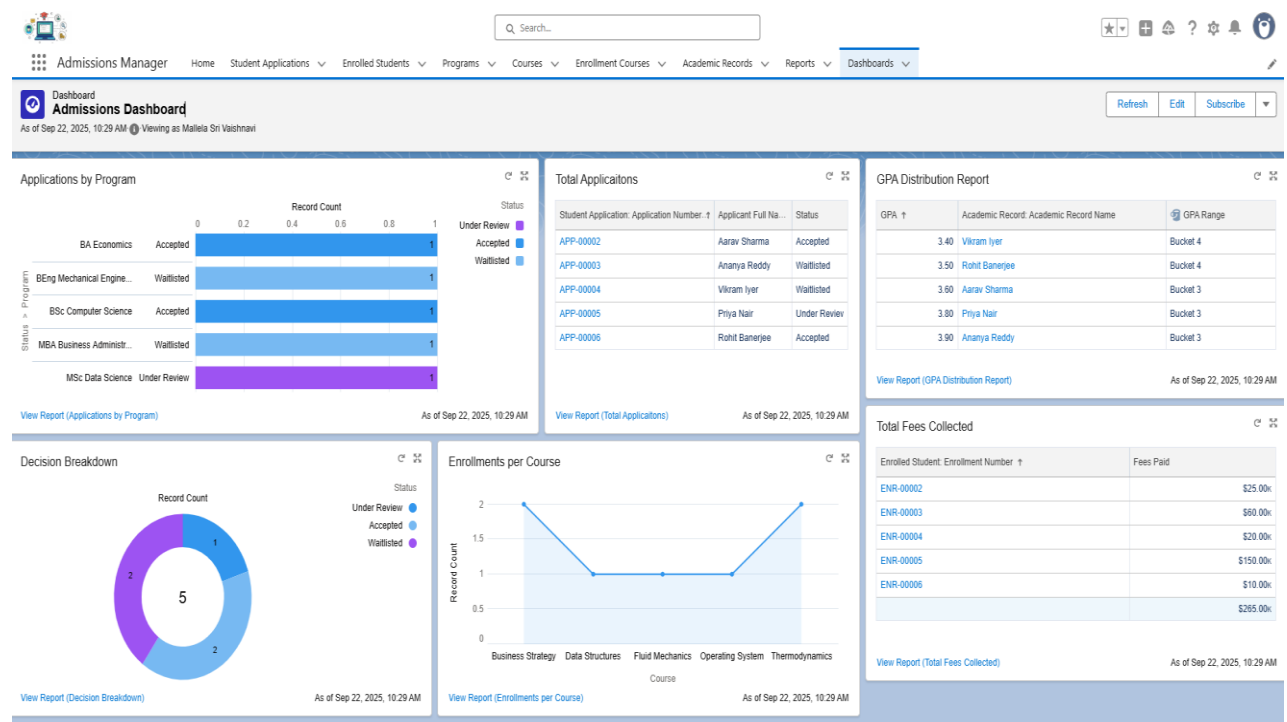 Search...
Admissions Manager Home Student Applications Enrolled Students Programs Courses Enrollment Courses Academic Records Reports Dashboards
Dashboard
Admissions Dashboard
As of Sep 22, 2025, 10:29 AM Viewing as Mallela Sri Vaishnavi
Refresh Edit Subscribe
Applications by Program
Record Count
0 0.2 0.4 0.6 0.8 1
Status
Under Review
Accepted
Waitlisted
Status > Program
BA Economics Accepted 1
BEng Mechanical Engine... Waitlisted 1
BSc Computer Science Accepted 1
MBA Business Administr... Waitlisted 1
MSc Data Science Under Review 1
View Report (Applications by Program) As of Sep 22, 2025, 10:29 AM
Total Applicaitons
Student Application: Application Number ↑ Applicant Full Na... Status
APP-00002 Aarav Sharma Accepted
APP-00003 Ananya Reddy Waitlisted
APP-00004 Vikram Iyer Waitlisted
APP-00005 Priya Nair Under Review
APP-00006 Rohit Banerjee Accepted
View Report (Total Applicaitons) As of Sep 22, 2025, 10:29 AM
GPA Distribution Report
GPA ↑ Academic Record: Academic Record Name GPA Range
3.40 Vikram Iyer Bucket 4
3.50 Rohit Banerjee Bucket 4
3.60 Aarav Sharma Bucket 3
3.80 Priya Nair Bucket 3
3.90 Ananya Reddy Bucket 3
View Report (GPA Distribution Report) As of Sep 22, 2025, 10:29 AM
Decision Breakdown
Record Count
Status
Under Review
Accepted
Waitlisted
1
2
5
2
View Report (Decision Breakdown) As of Sep 22, 2025, 10:29 AM
Enrollments per Course
Record Count
2
1.5
1
0.5
0
Business Strategy Data Structures Fluid Mechanics Operating System Thermodynamics
Course
View Report (Enrollments per Course) As of Sep 22, 2025, 10:29 AM
Total Fees Collected
Enrolled Student: Enrollment Number ↑ Fees Paid
ENR-00002 $25.00K
ENR-00003 $60.00K
ENR-00004 $20.00K
ENR-00005 $150.00K
ENR-00006 $10.00K
$265.00K
View Report (Total Fees Collected) As of Sep 22, 2025, 10:29 AM